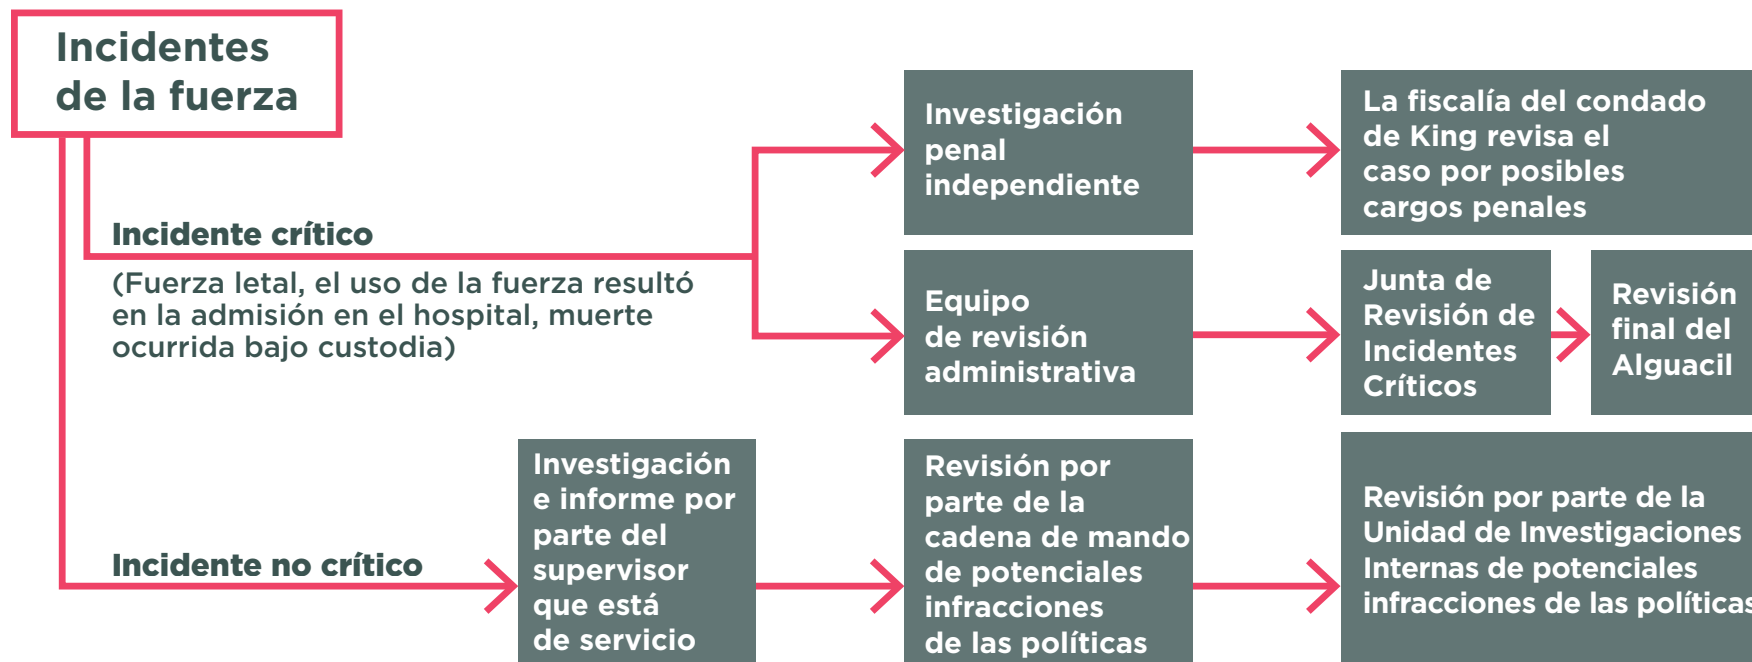 Incidentes
de la fuerza
Incidente crítico
(Fuerza letal, el uso de la fuerza resultó
en la admisión en el hospital, muerte
ocurrida bajo custodia)
Investigación
penal
independiente
La fiscalía del condado
de King revisa el
caso por posibles
cargos penales
Equipo
de revisión
administrativa
Junta de
Revisión de
Incidentes
Críticos
Revisión
final del
Alguacil
Incidente no crítico
Investigación
e informe por
parte del
supervisor
que está
de servicio
Revisión por
parte de la
cadena de mando
de potenciales
infracciones
de las políticas
Revisión por parte de la
Unidad de Investigaciones
Internas de potenciales
infracciones de las políticas